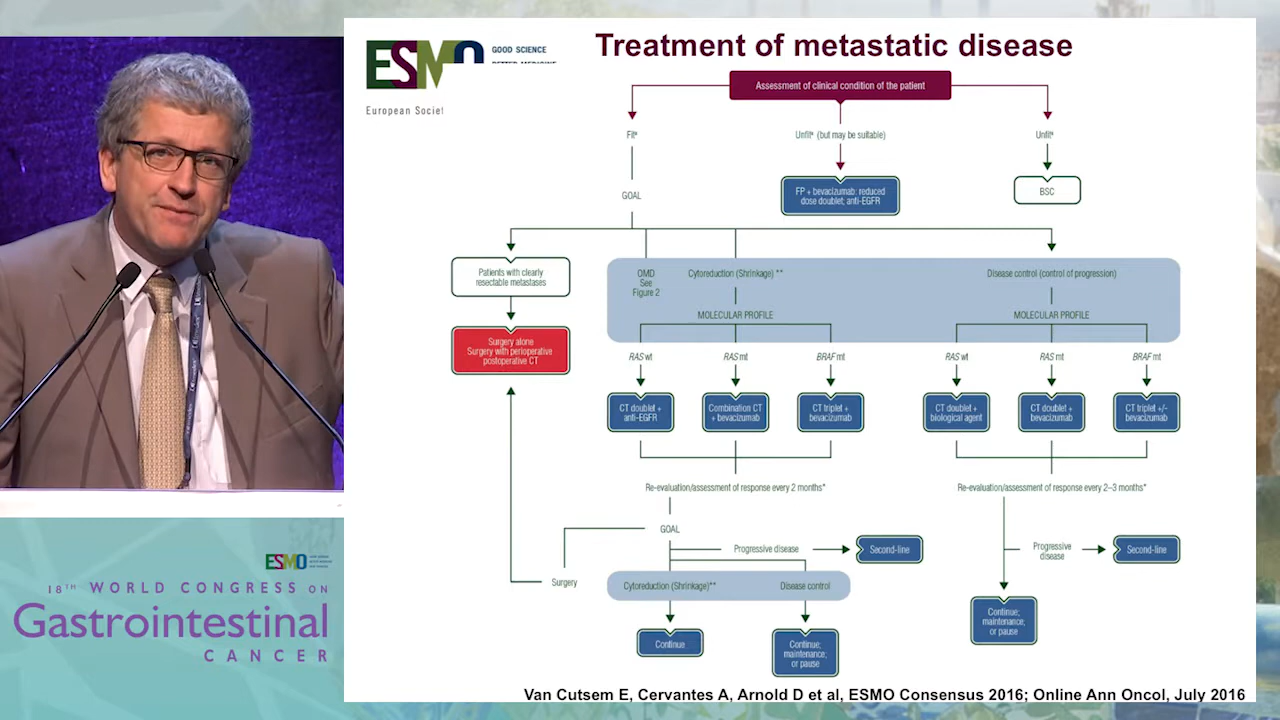 ESMO
GOOD SCIENCE
European Societ
Treatment of metastatic disease
Assessment of clinical condition of the patient
Fit*
Unfit* (but may be suitable)
Unfit*
GOAL
FP + bevacizumab: reduced
dose doublet; anti-EGFR
BSC
Patients with clearly
resectable metastases
OMD
See
Figure 2
Cytoreduction (Shrinkage) **
Disease control (control of progression)
MOLECULAR PROFILE
MOLECULAR PROFILE
Surgery alone
Surgery with perioperative
postoperative CT
RAS wt
RAS mt
BRAF mt
RAS wt
RAS mt
BRAF mt
CT doublet +
anti-EGFR
Combination CT
+ bevacizumab
CT triplet +
bevacizumab
CT doublet +
biological agent
CT doublet +
bevacizumab
CT triplet +/-
bevacizumab
Re-evaluation/assessment of response every 2 months*
Re-evaluation/assessment of response every 2–3 months*
GOAL
Progressive disease
Second-line
Progressive
disease
Second-line
Surgery
Cytoreduction (Shrinkage)**
Disease control
Continue
Continue;
maintenance;
or pause
Continue;
maintenance;
or pause
Van Cutsem E, Cervantes A, Arnold D et al, ESMO Consensus 2016; Online Ann Oncol, July 2016
ESMO
18TH WORLD CONGRESS ON
Gastrointestinal
CANCER